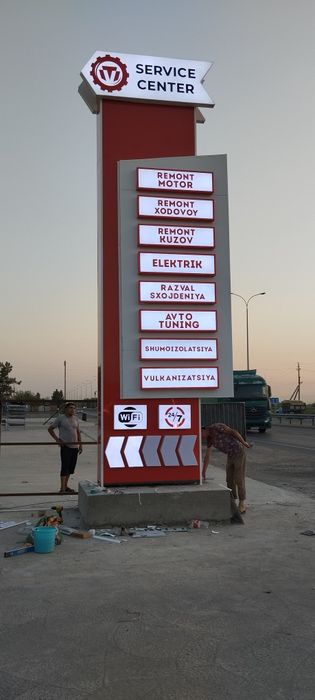 SERVICE
CENTER
REMONT
MOTOR
REMONT
XODOVOY
REMONT
KUZOV
ELEKTRIK
RAZVAL
SXOJDENIYA
AVTO
TUNING
SHUMOIZOLATSIYA
VULKANIZATSIYA
WiFi
24/7